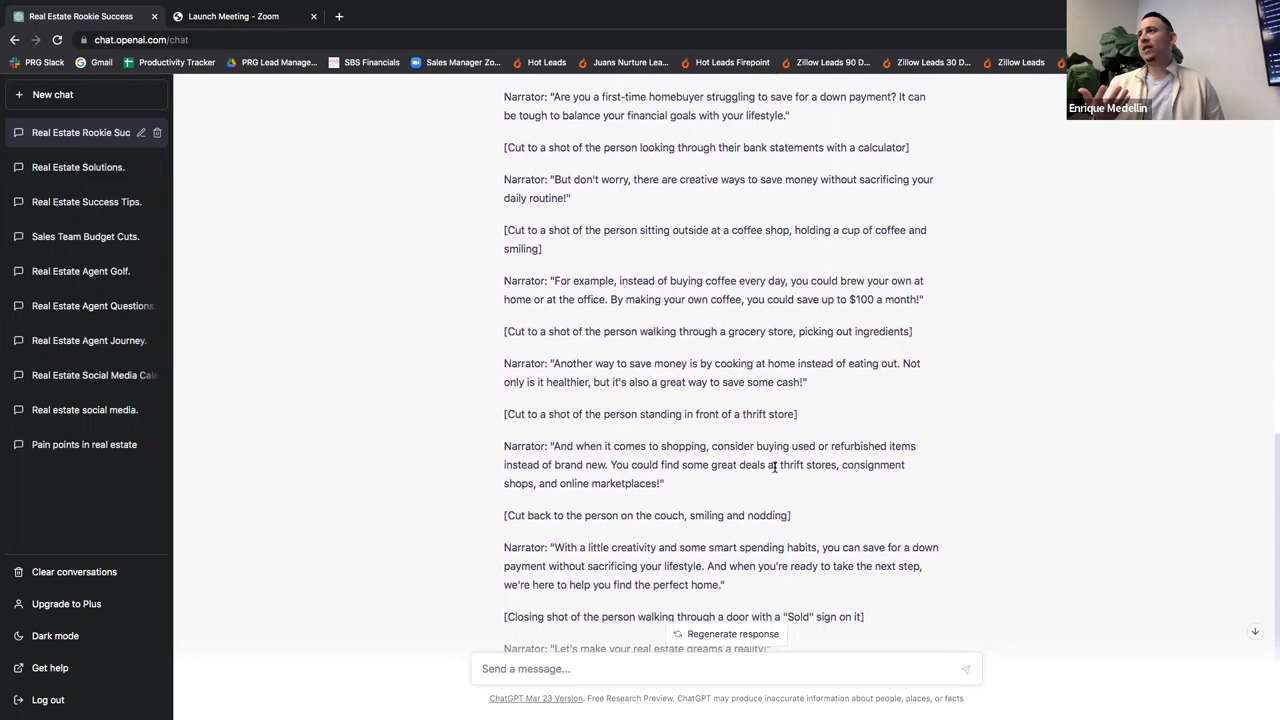 Real Estate Rookie Success
Launch Meeting - Zoom
chat.openai.com/chat
PRG Slack
Gmail
Productivity Tracker
PRG Lead Manage...
SBS Financials
Sales Manager Zo...
Hot Leads
Juans Nurture Lea...
Hot Leads Firepoint
Zillow Leads 90 D...
Zillow Leads 30 D...
Zillow Leads
Enrique Medellin
New chat
Real Estate Rookie Suc
Real Estate Solutions.
Real Estate Success Tips.
Sales Team Budget Cuts.
Real Estate Agent Golf.
Real Estate Agent Questions.
Real Estate Agent Journey.
Real Estate Social Media Cale
Real estate social media.
Pain points in real estate
Clear conversations
Upgrade to Plus
Dark mode
Get help
Log out
Narrator: "Are you a first-time homebuyer struggling to save for a down payment? It can
be tough to balance your financial goals with your lifestyle."
[Cut to a shot of the person looking through their bank statements with a calculator]
Narrator: "But don't worry, there are creative ways to save money without sacrificing your
daily routine!"
[Cut to a shot of the person sitting outside at a coffee shop, holding a cup of coffee and
smiling]
Narrator: "For example, instead of buying coffee every day, you could brew your own at
home or at the office. By making your own coffee, you could save up to $100 a month!"
[Cut to a shot of the person walking through a grocery store, picking out ingredients]
Narrator: "Another way to save money is by cooking at home instead of eating out. Not
only is it healthier, but it's also a great way to save some cash!"
[Cut to a shot of the person standing in front of a thrift store]
Narrator: "And when it comes to shopping, consider buying used or refurbished items
instead of brand new. You could find some great deals at thrift stores, consignment
shops, and online marketplaces!"
[Cut back to the person on the couch, smiling and nodding]
Narrator: "With a little creativity and some smart spending habits, you can save for a down
payment without sacrificing your lifestyle. And when you're ready to take the next step,
we're here to help you find the perfect home."
[Closing shot of the person walking through a door with a "Sold" sign on it]
Regenerate response
Narrator: "Let's make your real estate dreams a reality!"
Send a message...
ChatGPT Mar 23 Version. Free Research Preview. ChatGPT may produce inaccurate information about people, places, or facts